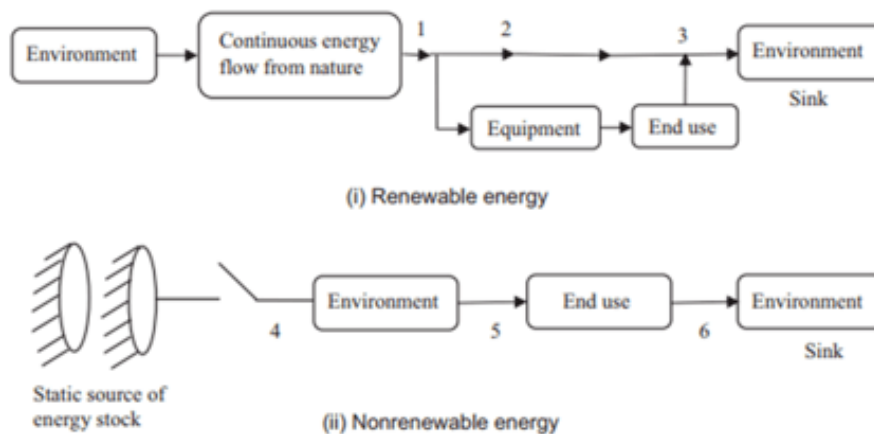 Environment
Continuous energy
flow from nature
1
2
3
Environment
Sink
Equipment
End use
(i) Renewable energy
4
Environment
5
End use
6
Environment
Sink
Static source of
energy stock
(ii) Nonrenewable energy